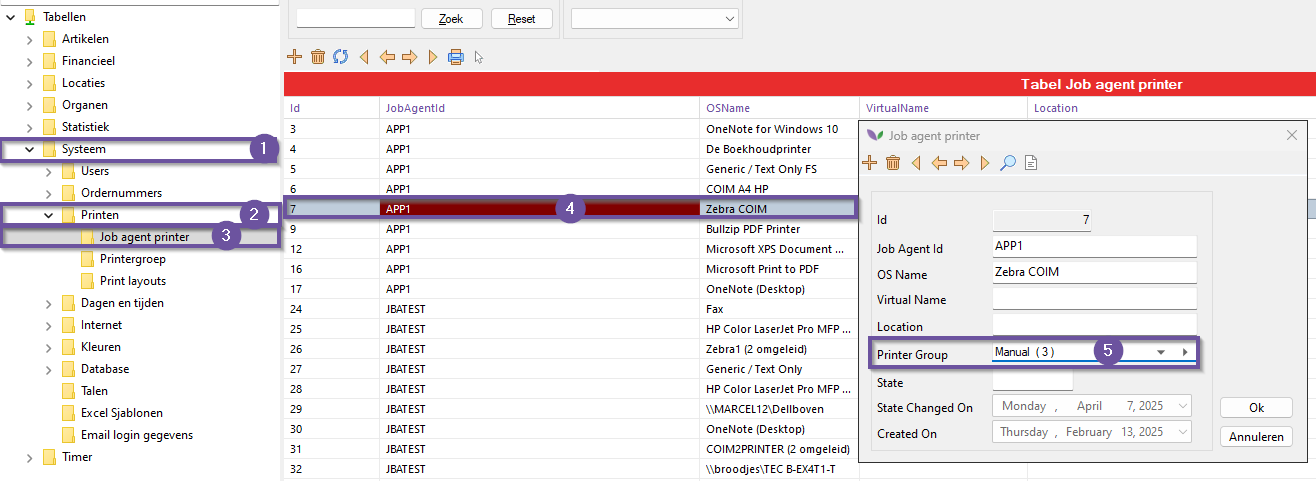 Tabellen
Artikelen
Financieel
Locaties
Organen
Statistiek
Systeem 1
Users
Ordernummers
Printen 2
Job agent printer 3
Printergroep
Print layouts
Dagen en tijden
Internet
Kleuren
Database
Talen
Excel Sjablonen
Email login gegevens
Timer
Zoek Reset
Tabel Job agent printer
Id JobAgentId OSName VirtualName Location
3 APP1 OneNote for Windows 10
4 APP1 De Boekhoudprinter
5 APP1 Generic / Text Only FS
6 APP1 COIM A4 HP
7 APP1 4 Zebra COIM
9 APP1 Bullzip PDF Printer
12 APP1 Microsoft XPS Document ...
16 APP1 Microsoft Print to PDF
17 APP1 OneNote (Desktop)
24 JBATEST Fax
25 JBATEST HP Color LaserJet Pro MFP ...
26 JBATEST Zebra1 (2 omgeleid)
27 JBATEST Generic / Text Only
28 JBATEST HP Color LaserJet Pro MFP ...
29 JBATEST \\MARCEL12\Dellboven
30 JBATEST OneNote (Desktop)
31 JBATEST COIM2PRINTER (2 omgeleid)
32 JBATEST \\broodjes\TEC B-EX4T1-T
Job agent printer
Id 7
Job Agent Id APP1
OS Name Zebra COIM
Virtual Name
Location
Printer Group Manual ( 3 ) 5
State
State Changed On Monday , April 7, 2025
Created On Thursday , February 13, 2025
Ok
Annuleren